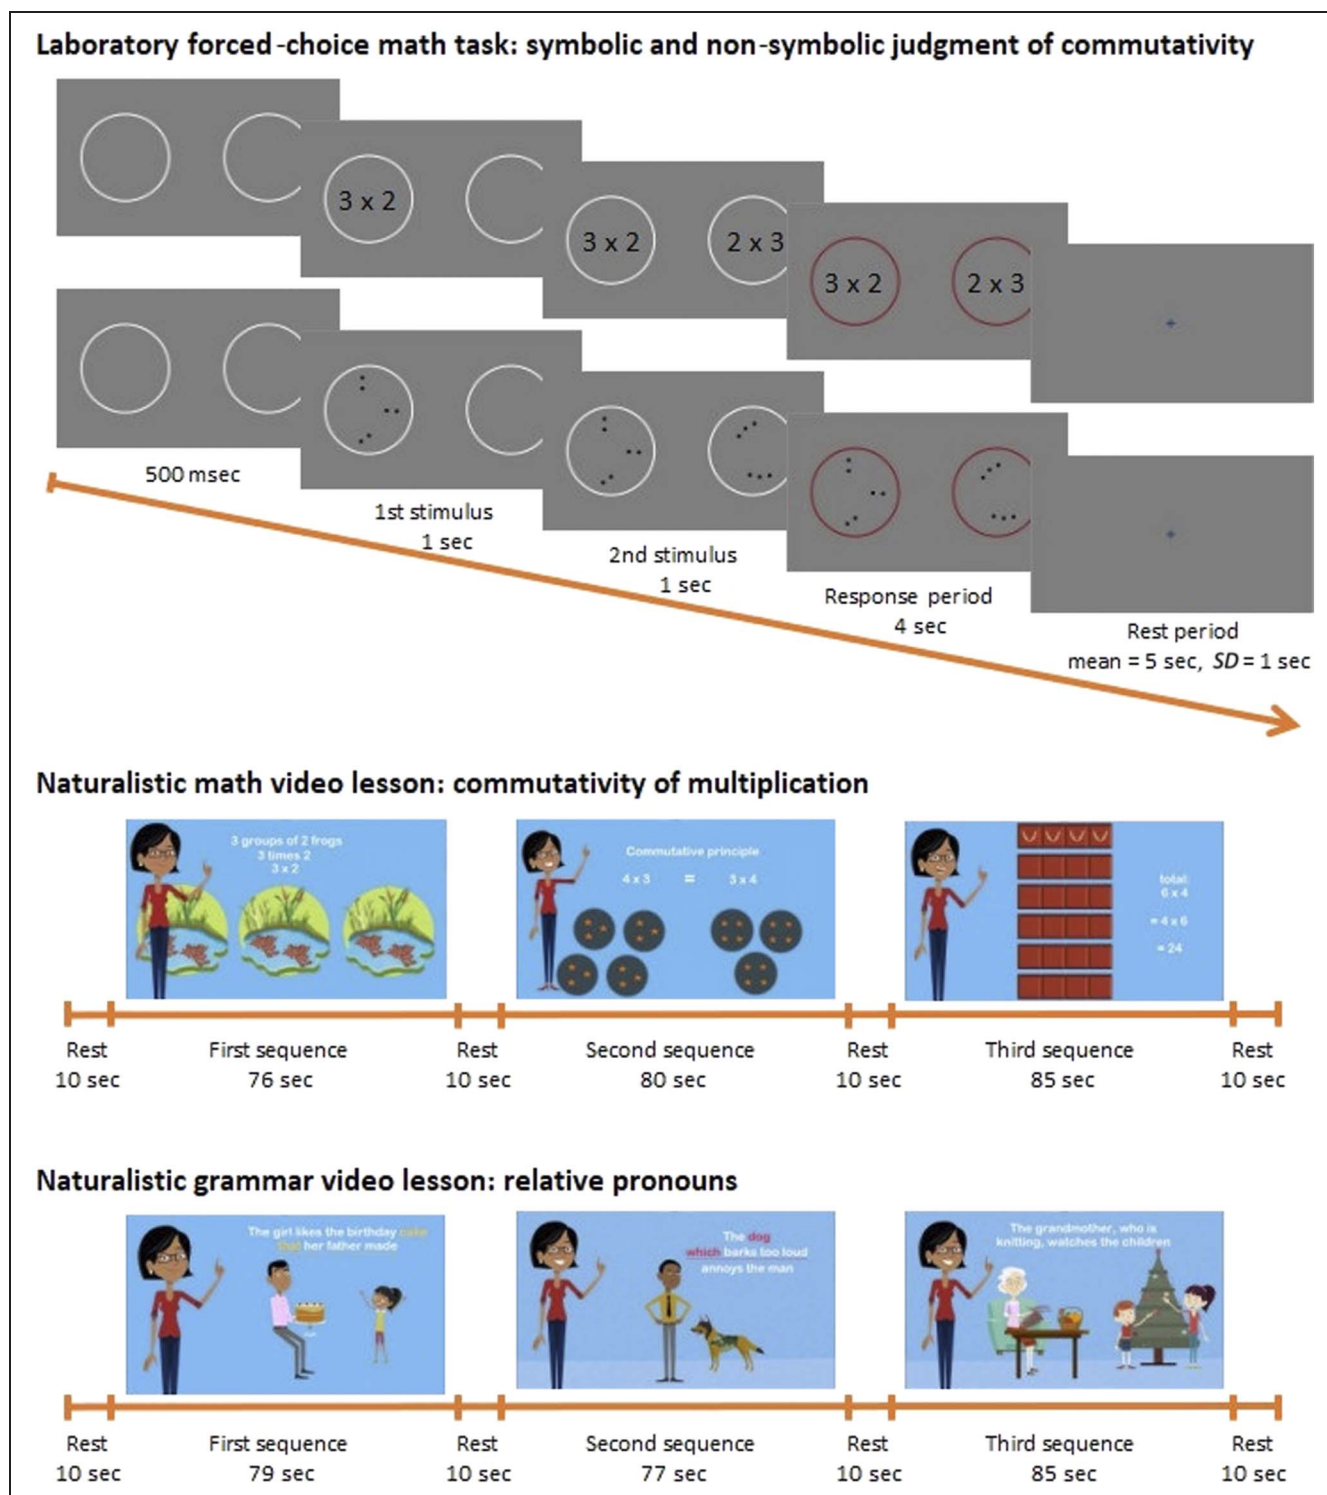 Laboratory forced-choice math task: symbolic and non-symbolic judgment of commutativity
3 x 2
3 x 2
2 x 3
3 x 2
2 x 3
500 msec
1st stimulus
1 sec
2nd stimulus
1 sec
Response period
4 sec
Rest period
mean = 5 sec, SD = 1 sec
Naturalistic math video lesson: commutativity of multiplication
3 groups of 2 frogs
3 times 2
3 x 2
Commutative principle
4 x 3 = 3 x 4
total:
6 x 4
= 4 x 6
= 24
Rest
10 sec
First sequence
76 sec
Rest
10 sec
Second sequence
80 sec
Rest
10 sec
Third sequence
85 sec
Rest
10 sec
Naturalistic grammar video lesson: relative pronouns
The girl likes the birthday cake
that her father made
The dog
which barks too loud
annoys the man
The grandmother, who is
knitting, watches the children
Rest
10 sec
First sequence
79 sec
Rest
10 sec
Second sequence
77 sec
Rest
10 sec
Third sequence
85 sec
Rest
10 sec